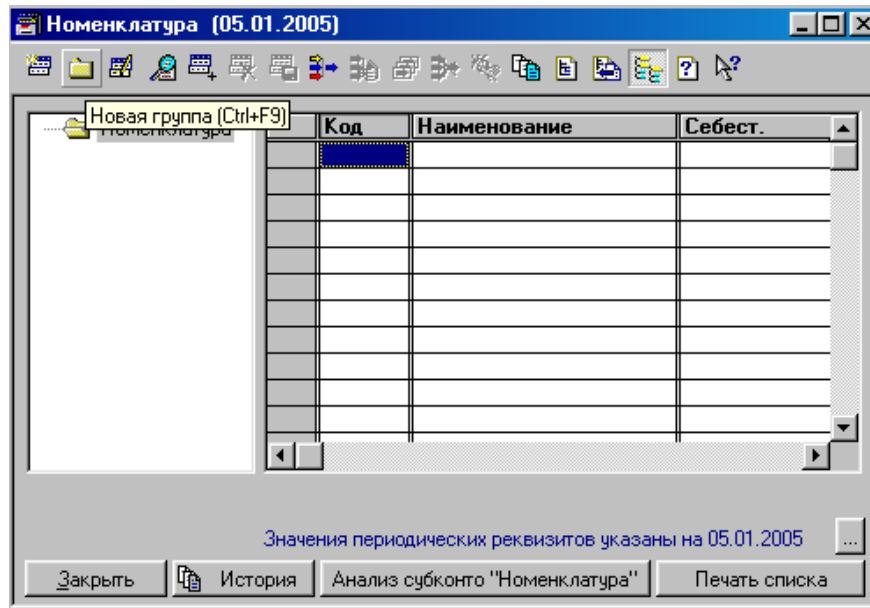 Номенклатура (05.01.2005)
Новая группа (Ctrl+F9)
Номенклатура
Код Наименование Себест.
Значения периодических реквизитов указаны на 05.01.2005 ...
Закрыть История Анализ субконто "Номенклатура" Печать списка